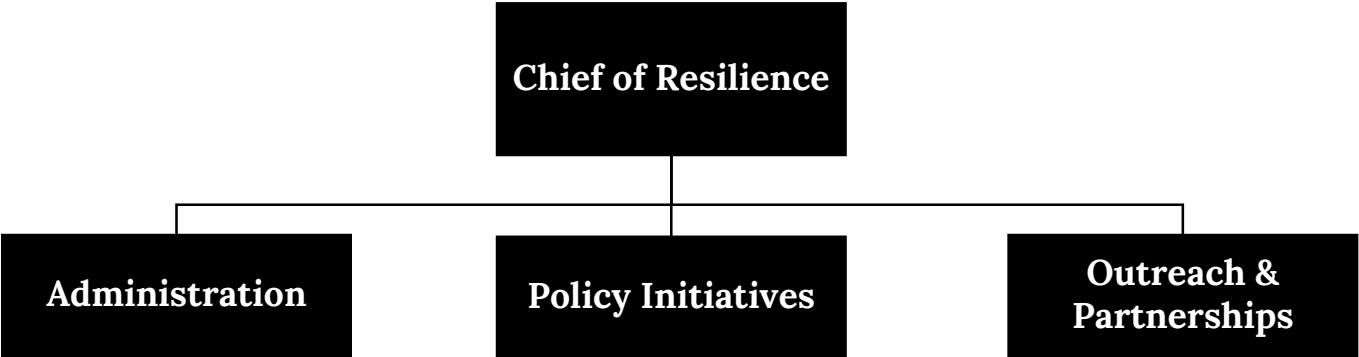 Chief of Resilience
Administration
Policy Initiatives
Outreach &
Partnerships